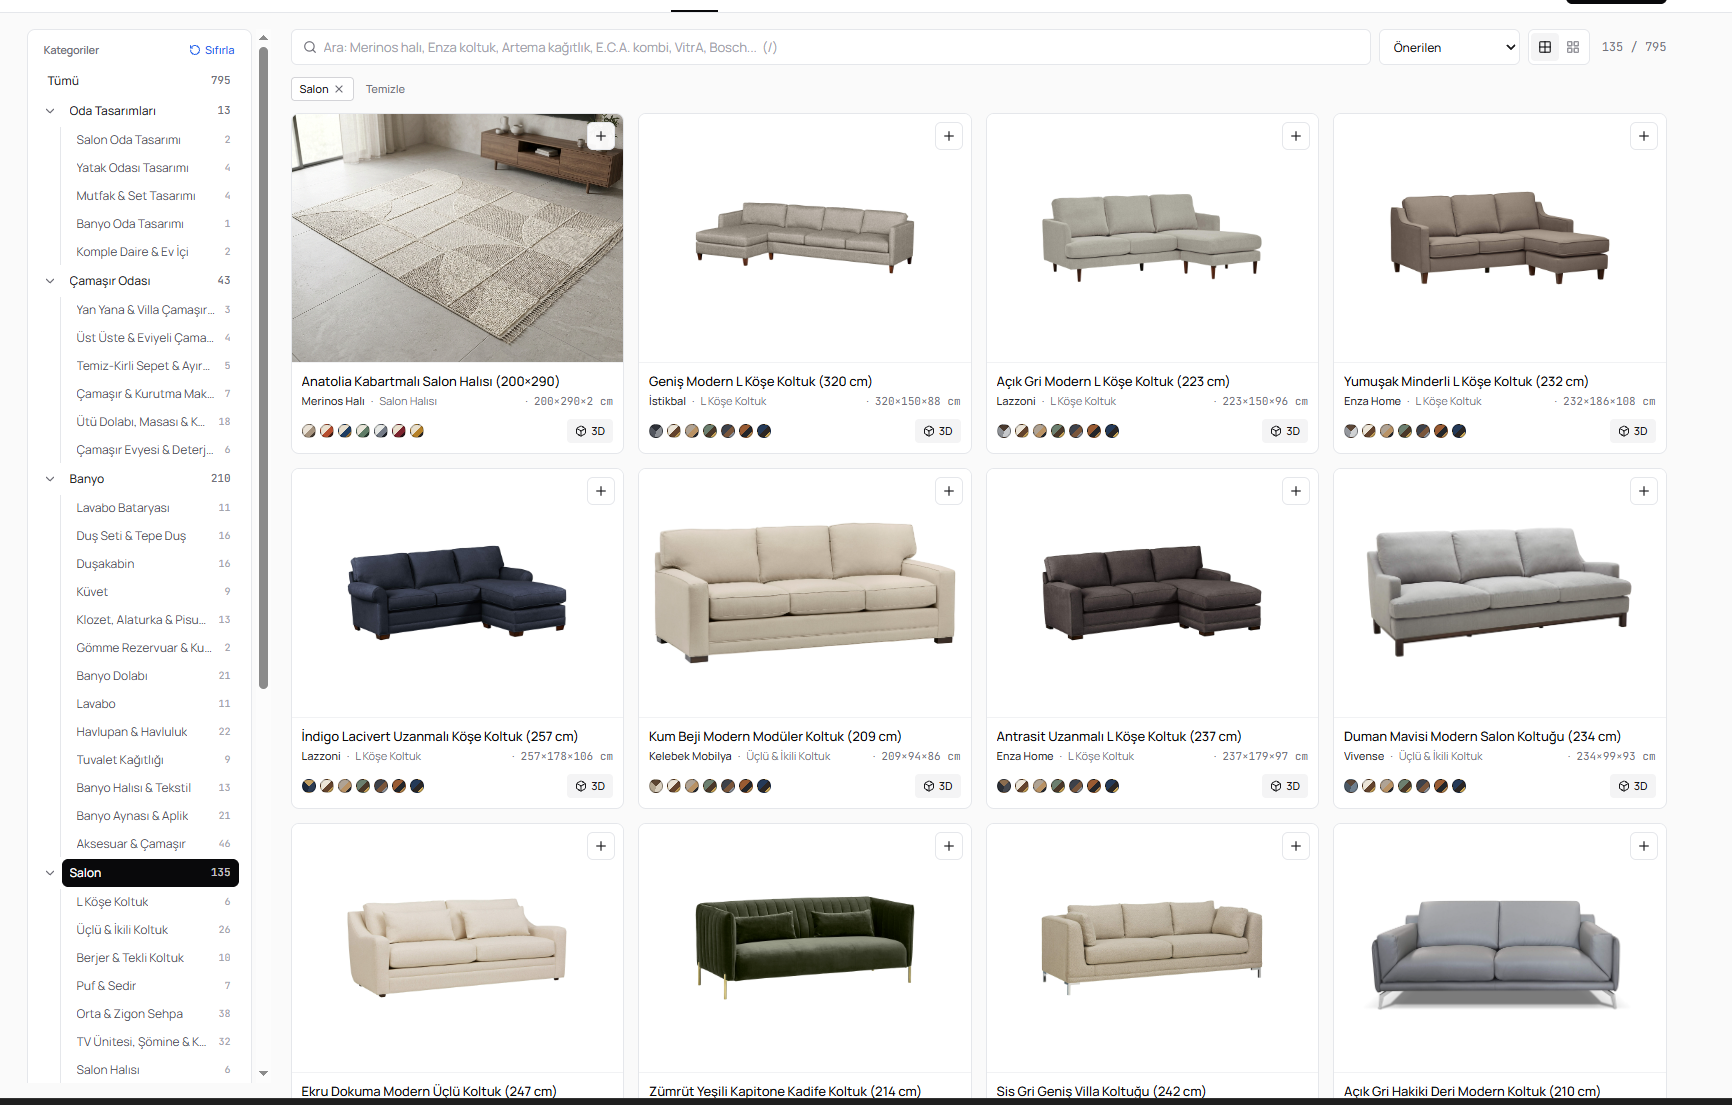 Kategoriler
Sıfırla
Tümü 795
Oda Tasarımları 13
Salon Oda Tasarımı 2
Yatak Odası Tasarımı 4
Mutfak & Set Tasarımı 4
Banyo Oda Tasarımı 1
Komple Daire & Ev İçi 2
Çamaşır Odası 43
Yan Yana & Villa Çamaşır... 3
Üst Üste & Eviyeli Çama... 4
Temiz-Kirli Sepet & Ayır... 5
Çamaşır & Kurutma Mak... 7
Ütü Dolabı, Masası & K... 18
Çamaşır Evyesi & Deterj... 6
Banyo 210
Lavabo Bataryası 11
Duş Seti & Tepe Duş 16
Duşakabin 16
Küvet 9
Klozet, Alaturka & Pisu... 13
Gömme Rezervuar & Ku... 2
Banyo Dolabı 21
Lavabo 11
Havlupan & Havluluk 22
Tuvalet Kağıtlığı 9
Banyo Halısı & Tekstil 13
Banyo Aynası & Aplik 21
Aksesuar & Çamaşır 46
Salon 135
L Köşe Koltuk 6
Üçlü & İkili Koltuk 26
Berjer & Tekli Koltuk 10
Puf & Sedir 7
Orta & Zigon Sehpa 38
TV Ünitesi, Şömine & K... 32
Salon Halısı 6
Ara: Merinos halı, Enza koltuk, Artema kağıtlık, E.C.A. kombi, VitrA, Bosch... (/)
Önerilen
135 / 795
Salon ×
Temizle
Anatolia Kabartmalı Salon Halısı (200×290)
Merinos Halı · Salon Halısı · 200×290×2 cm
3D
Geniş Modern L Köşe Koltuk (320 cm)
İstikbal · L Köşe Koltuk · 320×150×88 cm
3D
Açık Gri Modern L Köşe Koltuk (223 cm)
Lazzoni · L Köşe Koltuk · 223×150×96 cm
3D
Yumuşak Minderli L Köşe Koltuk (232 cm)
Enza Home · L Köşe Koltuk · 232×186×108 cm
3D
İndigo Lacivert Uzanmalı Köşe Koltuk (257 cm)
Lazzoni · L Köşe Koltuk · 257×178×106 cm
3D
Kum Beji Modern Modüler Koltuk (209 cm)
Kelebek Mobilya · Üçlü & İkili Koltuk · 209×94×86 cm
3D
Antrasit Uzanmalı L Köşe Koltuk (237 cm)
Enza Home · L Köşe Koltuk · 237×179×97 cm
3D
Duman Mavisi Modern Salon Koltuğu (234 cm)
Vivense · Üçlü & İkili Koltuk · 234×99×93 cm
3D
Ekru Dokuma Modern Üçlü Koltuk (247 cm)
Zümrüt Yeşili Kapitone Kadife Koltuk (214 cm)
Sis Gri Geniş Villa Koltuğu (242 cm)
Açık Gri Hakiki Deri Modern Koltuk (210 cm)